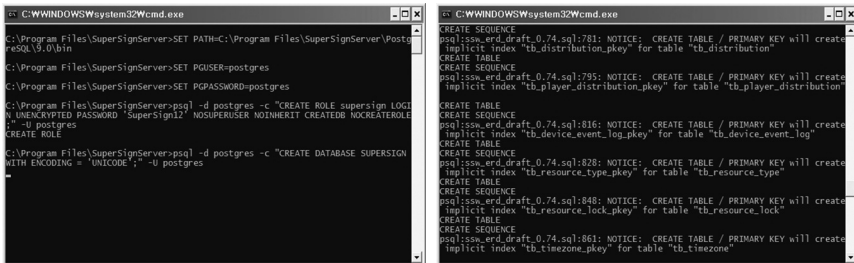 C:₩WINDOWS₩system32₩cmd.exe
C:\Program Files\SuperSignServer>SET PATH=C:\Program Files\SuperSignServer\Postg
reSQL\9.0\bin
C:\Program Files\SuperSignServer>SET PGUSER=postgres
C:\Program Files\SuperSignServer>SET PGPASSWORD=postgres
C:\Program Files\SuperSignServer>psql -d postgres -c "CREATE ROLE supersign LOGI
N UNENCRYPTED PASSWORD 'SuperSign12' NOSUPERUSER NOINHERIT CREATEDB NOCREATEROLE
;" -U postgres
CREATE ROLE
C:\Program Files\SuperSignServer>psql -d postgres -c "CREATE DATABASE SUPERSIGN
WITH ENCODING = 'UNICODE';" -U postgres
C:₩WINDOWS₩system32₩cmd.exe
CREATE SEQUENCE
psql:ssw_erd_draft_0.74.sql:781: NOTICE:  CREATE TABLE / PRIMARY KEY will create
 implicit index "tb_distribution_pkey" for table "tb_distribution"
CREATE TABLE
CREATE SEQUENCE
psql:ssw_erd_draft_0.74.sql:795: NOTICE:  CREATE TABLE / PRIMARY KEY will create
 implicit index "tb_player_distribution_pkey" for table "tb_player_distribution"
CREATE TABLE
CREATE SEQUENCE
psql:ssw_erd_draft_0.74.sql:816: NOTICE:  CREATE TABLE / PRIMARY KEY will create
 implicit index "tb_device_event_log_pkey" for table "tb_device_event_log"
CREATE TABLE
CREATE SEQUENCE
psql:ssw_erd_draft_0.74.sql:828: NOTICE:  CREATE TABLE / PRIMARY KEY will create
 implicit index "tb_resource_type_pkey" for table "tb_resource_type"
CREATE TABLE
CREATE SEQUENCE
psql:ssw_erd_draft_0.74.sql:848: NOTICE:  CREATE TABLE / PRIMARY KEY will create
 implicit index "tb_resource_lock_pkey" for table "tb_resource_lock"
CREATE TABLE
CREATE SEQUENCE
psql:ssw_erd_draft_0.74.sql:861: NOTICE:  CREATE TABLE / PRIMARY KEY will create
 implicit index "tb_timezone_pkey" for table "tb_timezone"